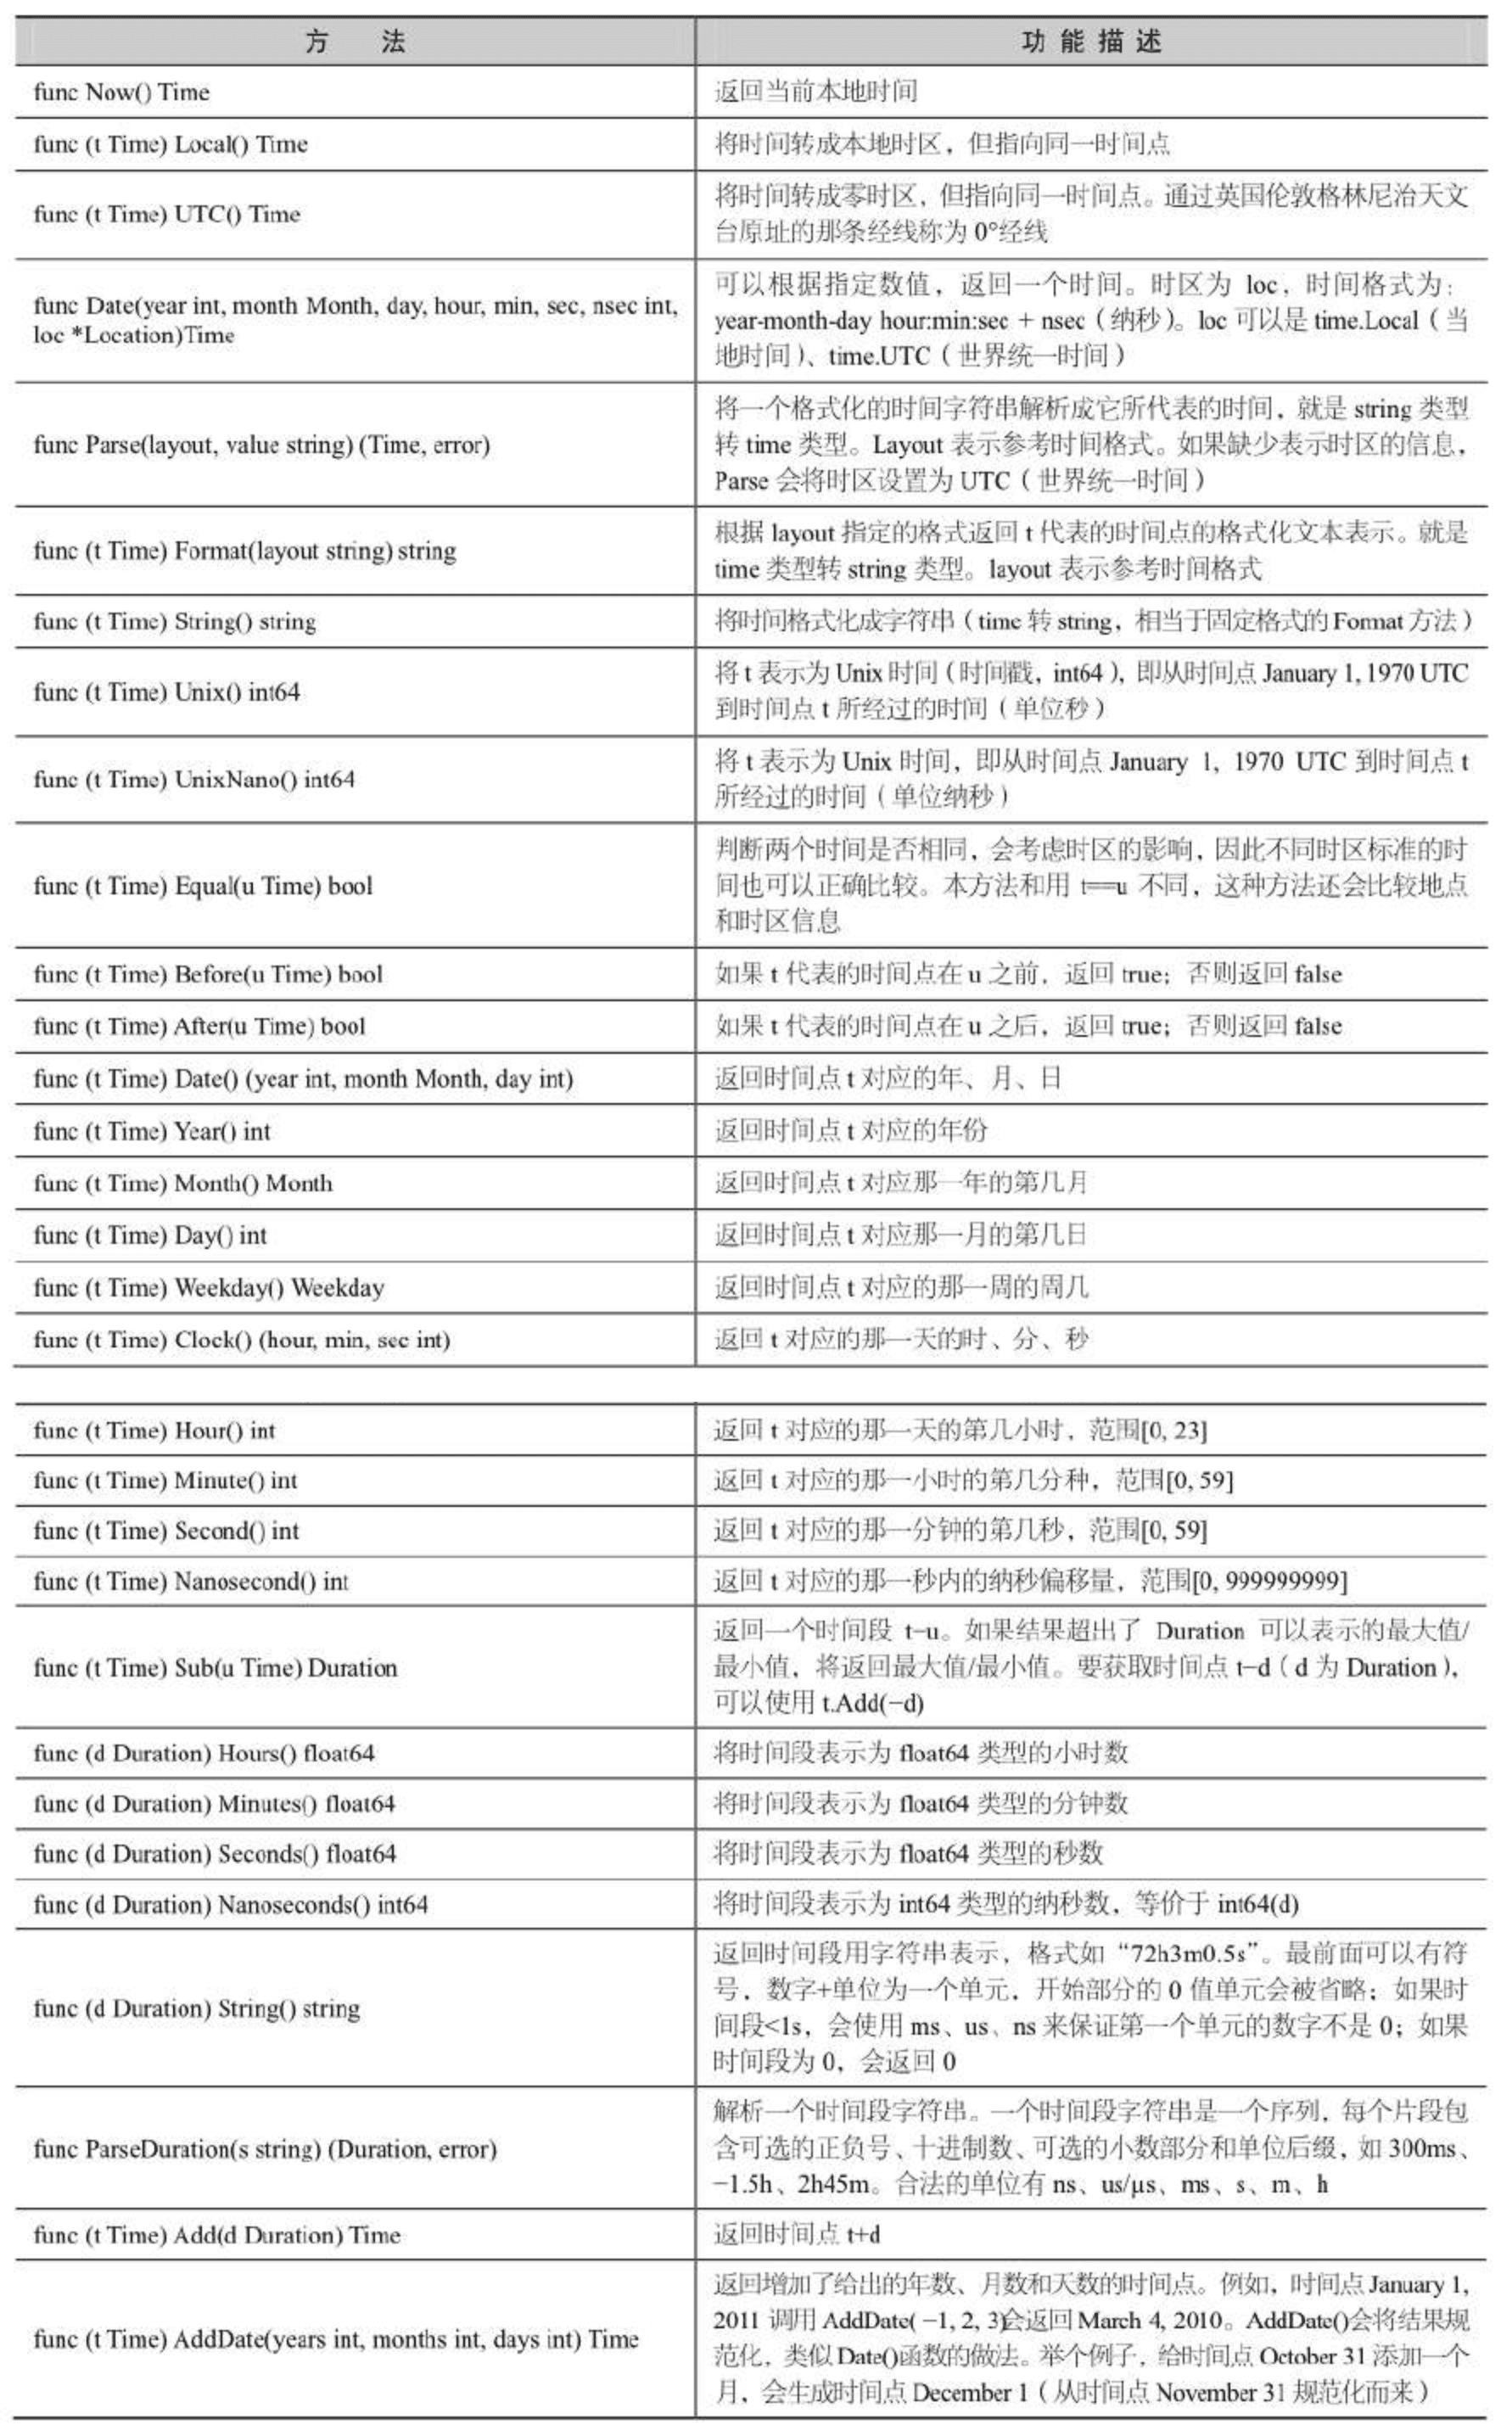 方 法
功 能 描 述
func Now() Time
返回当前本地时间
func (t Time) Local() Time
将时间转成本地时区，但指向同一时间点
func (t Time) UTC() Time
将时间转成零时区，但指向同一时间点。通过英国伦敦格林尼治天文
台原址的那条经线称为 0°经线
func Date(year int, month Month, day, hour, min, sec, nsec int,
loc *Location)Time
可以根据指定数值，返回一个时间。时区为 loc，时间格式为：
year-month-day hour:min:sec + nsec（纳秒）。loc 可以是 time.Local（当
地时间）、time.UTC（世界统一时间）
func Parse(layout, value string) (Time, error)
将一个格式化的时间字符串解析成它所代表的时间，就是 string 类型
转 time 类型。Layout 表示参考时间格式。如果缺少表示时区的信息，
Parse 会将时区设置为 UTC（世界统一时间）
func (t Time) Format(layout string) string
根据 layout 指定的格式返回 t 代表的时间点的格式化文本表示。就是
time 类型转 string 类型。layout 表示参考时间格式
func (t Time) String() string
将时间格式化成字符串（time 转 string，相当于固定格式的 Format 方法）
func (t Time) Unix() int64
将 t 表示为 Unix 时间（时间戳，int64），即从时间点 January 1, 1970 UTC
到时间点 t 所经过的时间（单位秒）
func (t Time) UnixNano() int64
将 t 表示为 Unix 时间，即从时间点 January 1, 1970 UTC 到时间点 t
所经过的时间（单位纳秒）
func (t Time) Equal(u Time) bool
判断两个时间是否相同，会考虑时区的影响，因此不同时区标准的时
间也可以正确比较。本方法和用 t==u 不同，这种方法还会比较地点
和时区信息
func (t Time) Before(u Time) bool
如果 t 代表的时间点在 u 之前，返回 true；否则返回 false
func (t Time) After(u Time) bool
如果 t 代表的时间点在 u 之后，返回 true；否则返回 false
func (t Time) Date() (year int, month Month, day int)
返回时间点 t 对应的年、月、日
func (t Time) Year() int
返回时间点 t 对应的年份
func (t Time) Month() Month
返回时间点 t 对应那一年的第几月
func (t Time) Day() int
返回时间点 t 对应那一月的第几日
func (t Time) Weekday() Weekday
返回时间点 t 对应的那一周的周几
func (t Time) Clock() (hour, min, sec int)
返回 t 对应的那一天的时、分、秒
func (t Time) Hour() int
返回 t 对应的那一天的第几小时，范围[0, 23]
func (t Time) Minute() int
返回 t 对应的那一小时的第几分种，范围[0, 59]
func (t Time) Second() int
返回 t 对应的那一分钟的第几秒，范围[0, 59]
func (t Time) Nanosecond() int
返回 t 对应的那一秒内的纳秒偏移量，范围[0, 999999999]
func (t Time) Sub(u Time) Duration
返回一个时间段 t−u。如果结果超出了 Duration 可以表示的最大值/
最小值，将返回最大值/最小值。要获取时间点 t−d（d 为 Duration），
可以使用 t.Add(−d)
func (d Duration) Hours() float64
将时间段表示为 float64 类型的小时数
func (d Duration) Minutes() float64
将时间段表示为 float64 类型的分钟数
func (d Duration) Seconds() float64
将时间段表示为 float64 类型的秒数
func (d Duration) Nanoseconds() int64
将时间段表示为 int64 类型的纳秒数，等价于 int64(d)
func (d Duration) String() string
返回时间段用字符串表示，格式如“72h3m0.5s”。最前面可以有符
号，数字+单位为一个单元，开始部分的 0 值单元会被省略；如果时
间段<1s，会使用 ms、us、ns 来保证第一个单元的数字不是 0；如果
时间段为 0，会返回 0
func ParseDuration(s string) (Duration, error)
解析一个时间段字符串。一个时间段字符串是一个序列，每个片段包
含可选的正负号、十进制数、可选的小数部分和单位后缀，如 300ms、
−1.5h、2h45m。合法的单位有 ns、us/µs、ms、s、m、h
func (t Time) Add(d Duration) Time
返回时间点 t+d
func (t Time) AddDate(years int, months int, days int) Time
返回增加了给出的年数、月数和天数的时间点。例如，时间点 January 1,
2011 调用 AddDate( −1, 2, 3)会返回 March 4, 2010。AddDate()会将结果规
范化，类似 Date()函数的做法。举个例子，给时间点 October 31 添加一个
月，会生成时间点 December 1（从时间点 November 31 规范化而来）